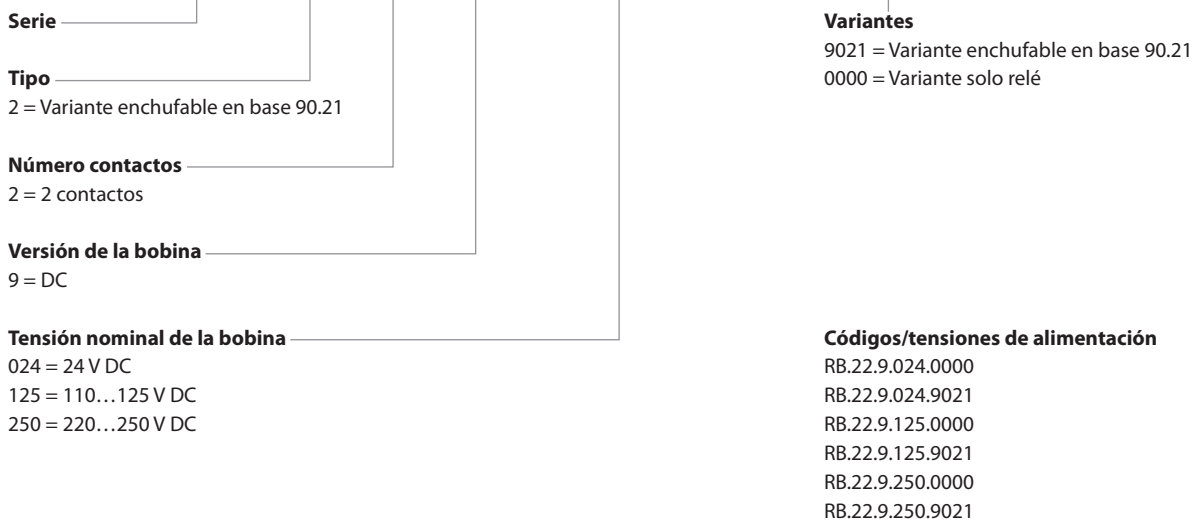 Serie
Tipo
2 = Variante enchufable en base 90.21
Número contactos
2 = 2 contactos
Versión de la bobina
9 = DC
Tensión nominal de la bobina
024 = 24 V DC
125 = 110…125 V DC
250 = 220…250 V DC
Variantes
9021 = Variante enchufable en base 90.21
0000 = Variante solo relé
Códigos/tensiones de alimentación
RB.22.9.024.0000
RB.22.9.024.9021
RB.22.9.125.0000
RB.22.9.125.9021
RB.22.9.250.0000
RB.22.9.250.9021